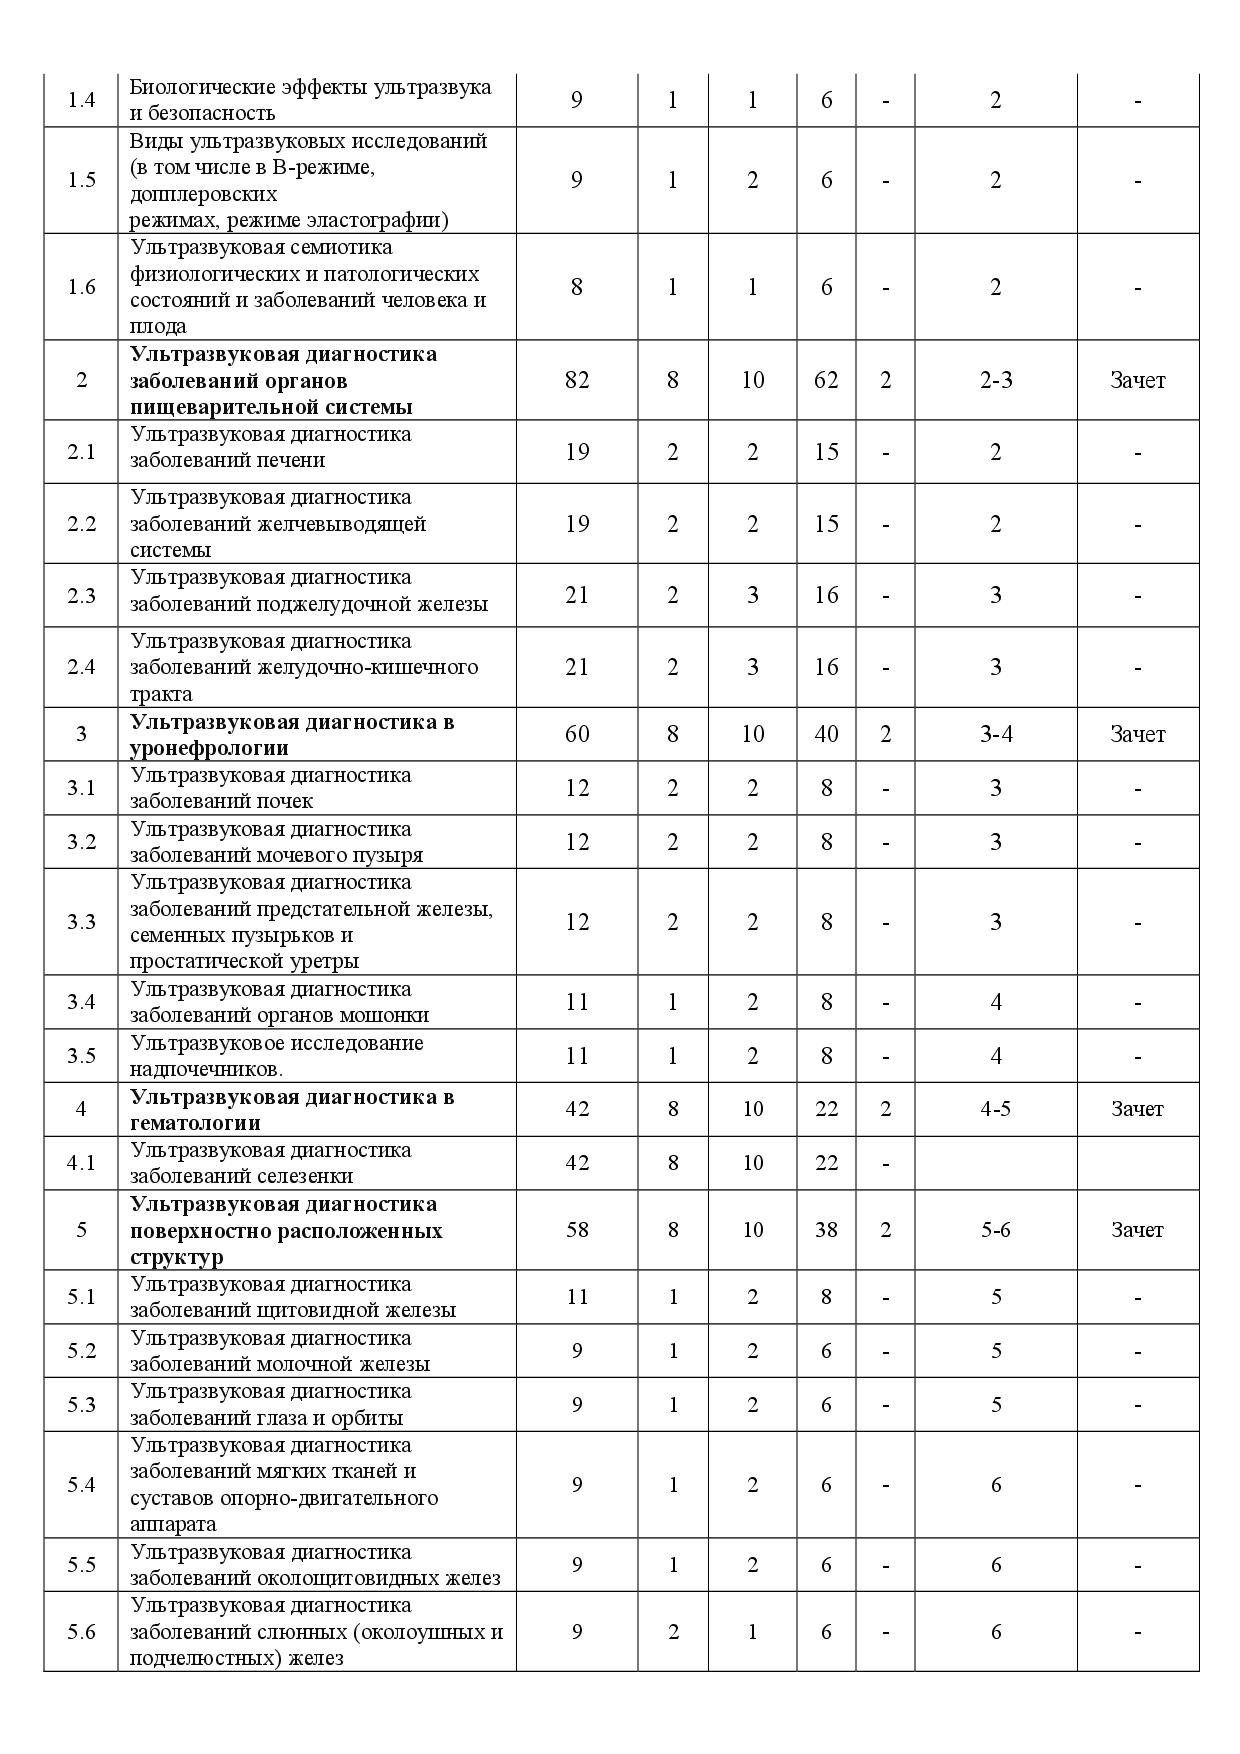 1.4 Биологические эффекты ультразвука 9 1 1 6 - 2 -
и безопасность
Виды ультразвуковых исследований
(в том числе в В-режиме,
1.5 допплеровских 9 1 2 6 - 2 -
режимах, режиме эластографии)
Ультразвуковая семиотика
физиологических и патологических
1.6 состояний и заболеваний человека и 8 1 1 6 - 2 -
плода
Ультразвуковая диагностика
2 заболеваний органов 82 8 10 62 2 2-3 Зачет
пищеварительной системы
Ультразвуковая диагностика
2.1 заболеваний печени 19 2 2 15 - 2 -
Ультразвуковая диагностика
2.2 заболеваний желчевыводящей 19 2 2 15 - 2 -
системы
Ультразвуковая диагностика
2.3 заболеваний поджелудочной железы 21 2 3 16 - 3 -
Ультразвуковая диагностика
2.4 заболеваний желудочно-кишечного 21 2 3 16 - 3 -
тракта
3 Ультразвуковая диагностика в 60 8 10 40 2 3-4 Зачет
уронефрологии
3.1 Ультразвуковая диагностика 12 2 2 8 - 3 -
заболеваний почек
3.2 Ультразвуковая диагностика 12 2 2 8 - 3 -
заболеваний мочевого пузыря
Ультразвуковая диагностика
3.3 заболеваний предстательной железы, 12 2 2 8 - 3 -
семенных пузырьков и
простатической уретры
3.4 Ультразвуковая диагностика 11 1 2 8 - 4 -
заболеваний органов мошонки
3.5 Ультразвуковое исследование 11 1 2 8 - 4 -
надпочечников.
4 Ультразвуковая диагностика в 42 8 10 22 2 4-5 Зачет
гематологии
4.1 Ультразвуковая диагностика 42 8 10 22 -
заболеваний селезенки
Ультразвуковая диагностика
5 поверхностно расположенных 58 8 10 38 2 5-6 Зачет
структур
5.1 Ультразвуковая диагностика 11 1 2 8 - 5 -
заболеваний щитовидной железы
5.2 Ультразвуковая диагностика 9 1 2 6 - 5 -
заболеваний молочной железы
5.3 Ультразвуковая диагностика 9 1 2 6 - 5 -
заболеваний глаза и орбиты
Ультразвуковая диагностика
5.4 заболеваний мягких тканей и 9 1 2 6 - 6 -
суставов опорно-двигательного
аппарата
5.5 Ультразвуковая диагностика 9 1 2 6 - 6 -
заболеваний околощитовидных желез
Ультразвуковая диагностика
5.6 заболеваний слюнных (околоушных и 9 2 1 6 - 6 -
подчелюстных) желез